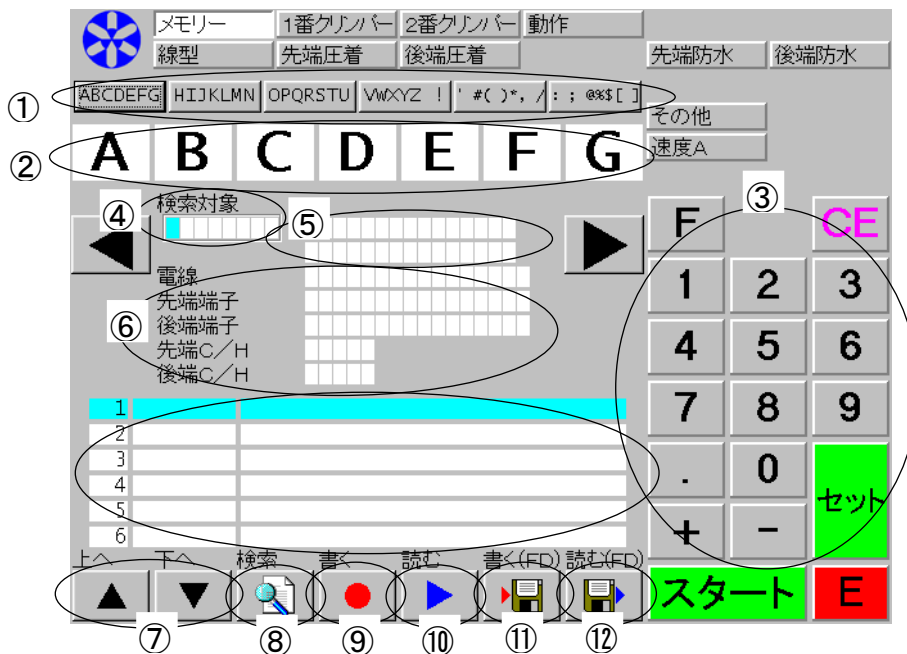 メモリー 1番クリンパー 2番クリンパー 動作
線型 先端圧着 後端圧着 先端防水 後端防水
① ABCDEFG HIJKLMN OPQRSTU VWXYZ ! ' #( )*, / : ; @%$[ ]
その他
② A B C D E F G 速度A
③
④ 検索対象 ⑤
F CE
電線
先端端子
⑥ 後端端子
先端C/H
後端C/H
1 2 3
4 5 6
7 8 9
. 0 セット
+ −
1
2
3
4
5
6
上へ 下へ 検索 書く 読む 書く(FD) 読む(FD)
▲ ▼ スタート E
⑦ ⑧ ⑨ ⑩ ⑪ ⑫